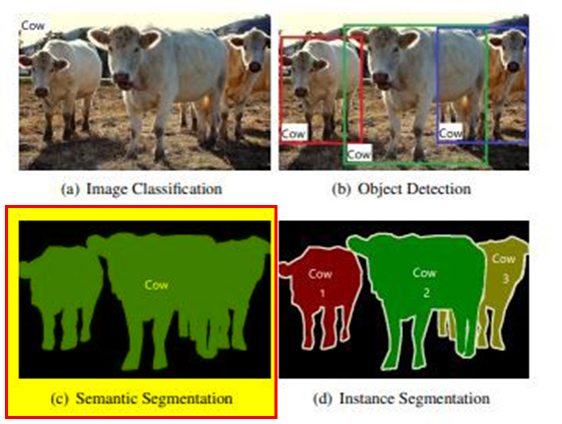 Cow
Cow
Cow
Cow
(a) Image Classification
(b) Object Detection
Cow
Cow
1
Cow
2
Cow
3
(c) Semantic Segmentation
(d) Instance Segmentation